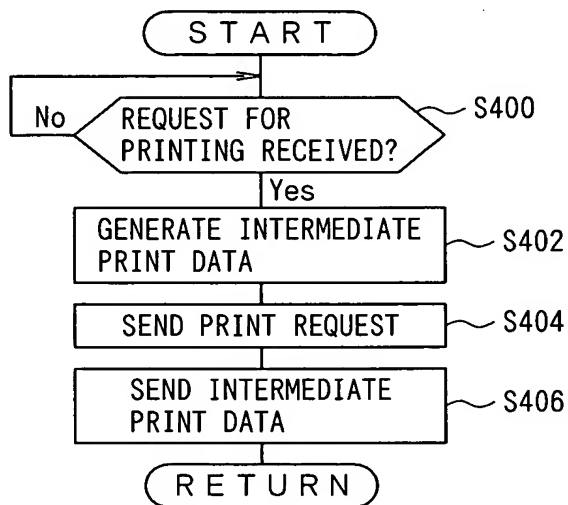 START
No
REQUEST FOR
PRINTING RECEIVED?
S400
Yes
GENERATE INTERMEDIATE
PRINT DATA
S402
SEND PRINT REQUEST
S404
SEND INTERMEDIATE
PRINT DATA
S406
RETURN